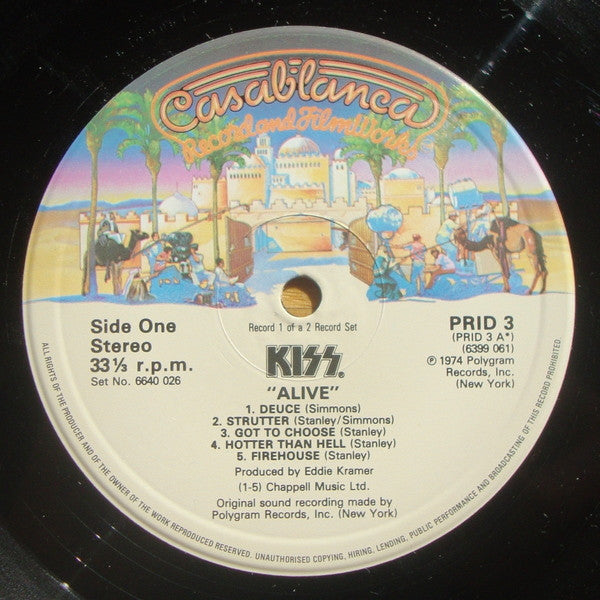 Casablanca
Record and FilmWorks
Side One
Stereo
33⅓ r.p.m.
Set No. 6640 026
Record 1 of a 2 Record Set
PRID 3
(PRID 3 A*)
(6399 061)
℗ 1974 Polygram
Records, Inc.
(New York)
KISS.
"ALIVE"
1. DEUCE (Simmons)
2. STRUTTER (Stanley/Simmons)
3. GOT TO CHOOSE (Stanley)
4. HOTTER THAN HELL (Stanley)
5. FIREHOUSE (Stanley)
Produced by Eddie Kramer
(1-5) Chappell Music Ltd.
Original sound recording made by
Polygram Records, Inc. (New York)
ALL RIGHTS OF THE PRODUCER AND OF THE OWNER OF THE WORK REPRODUCED RESERVED. UNAUTHORISED COPYING, HIRING, LENDING, PUBLIC PERFORMANCE AND BROADCASTING OF THIS RECORD PROHIBITED.